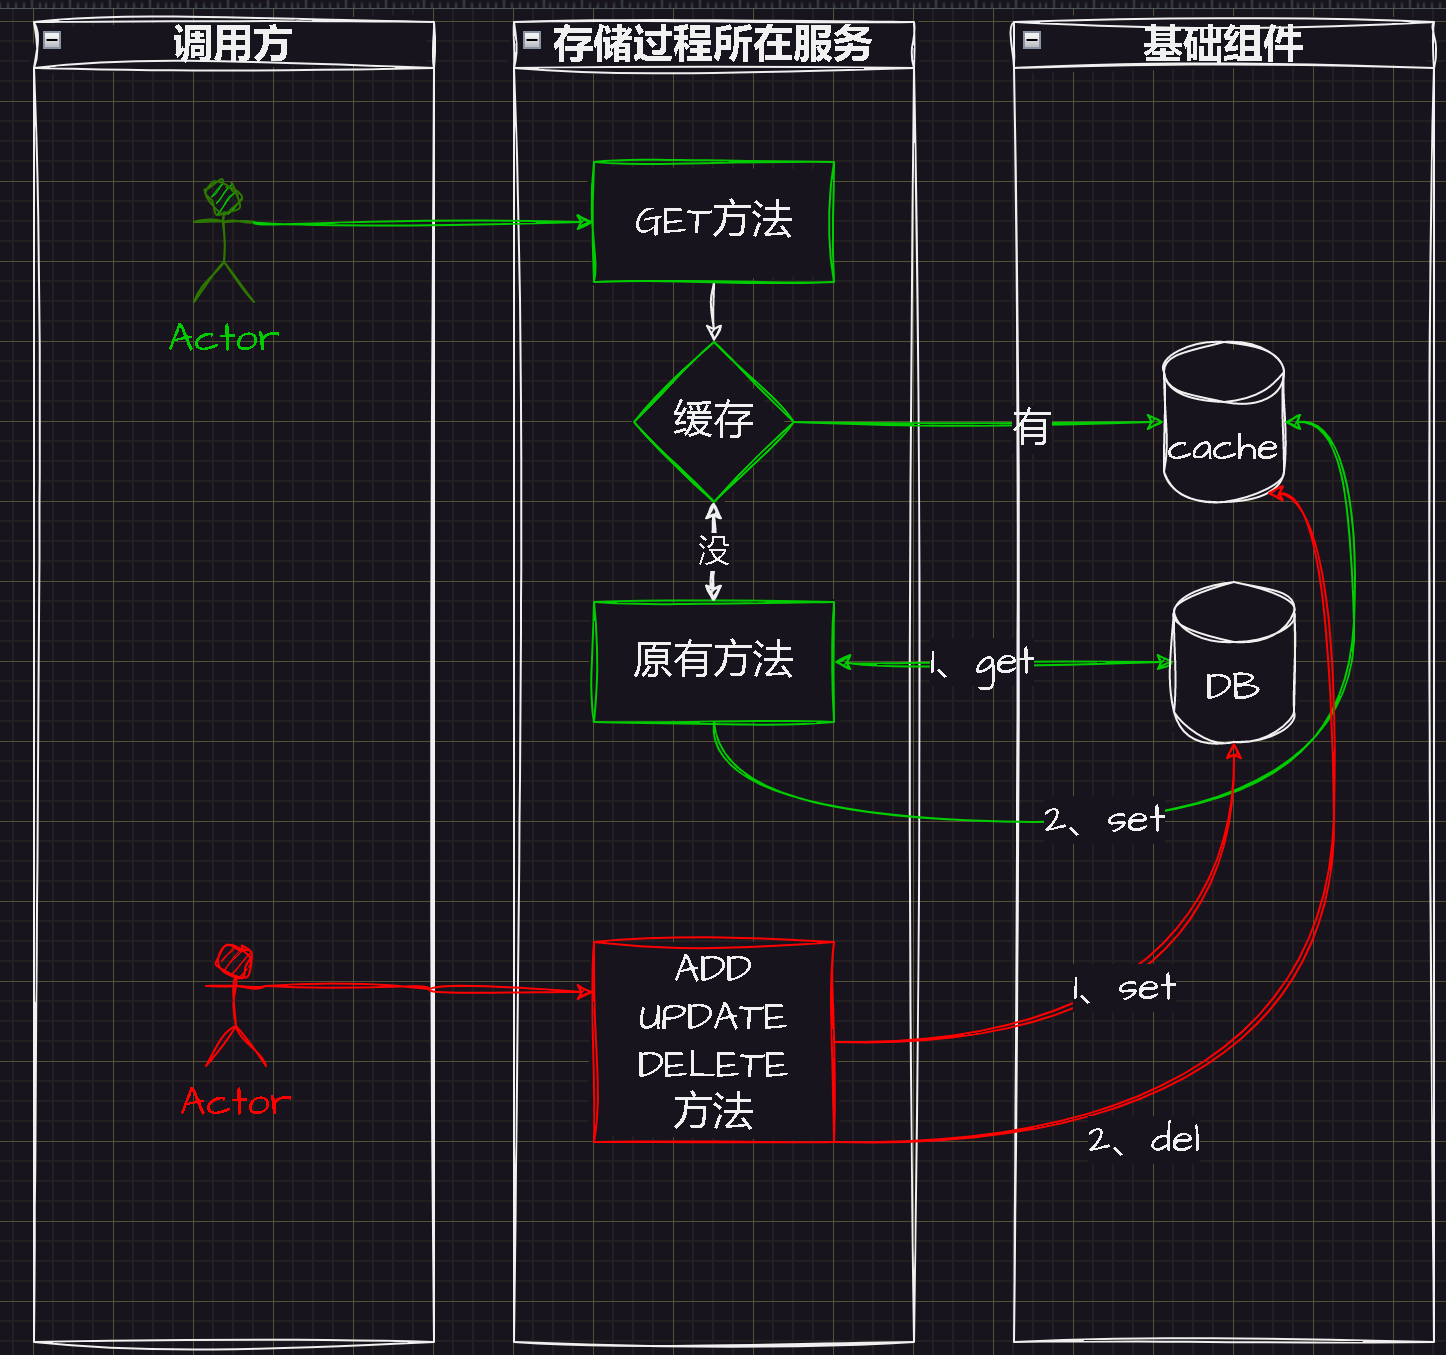 调用方
存储过程所在服务
基础组件
GET方法
Actor
缓存
有
cache
没
原有方法
1、 get
DB
2、 set
ADD
UPDATE
DELETE
方法
1、 set
Actor
2、 del